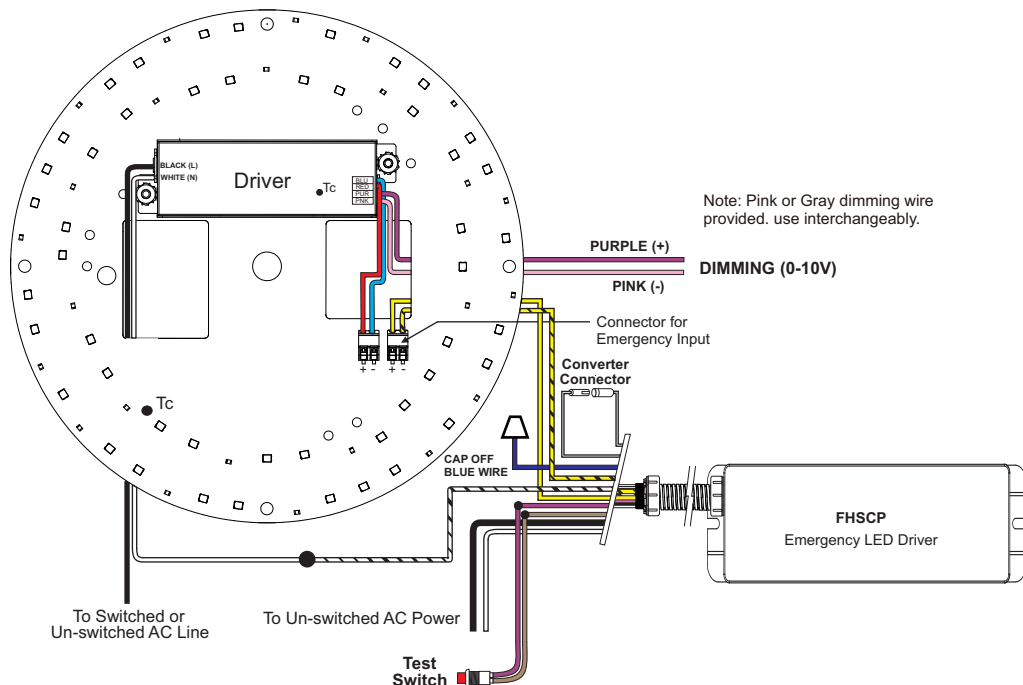 BLACK (L)
WHITE (N)
Driver
Tc
BLU
RED
PUR
PNK
Note: Pink or Gray dimming wire
provided. use interchangeably.
PURPLE (+)
DIMMING (0-10V)
PINK (-)
Connector for
Emergency Input
+ -
+ -
Converter
Connector
Tc
CAP OFF
BLUE WIRE
FHSCP
Emergency LED Driver
To Switched or
Un-switched AC Line
To Un-switched AC Power
Test
Switch